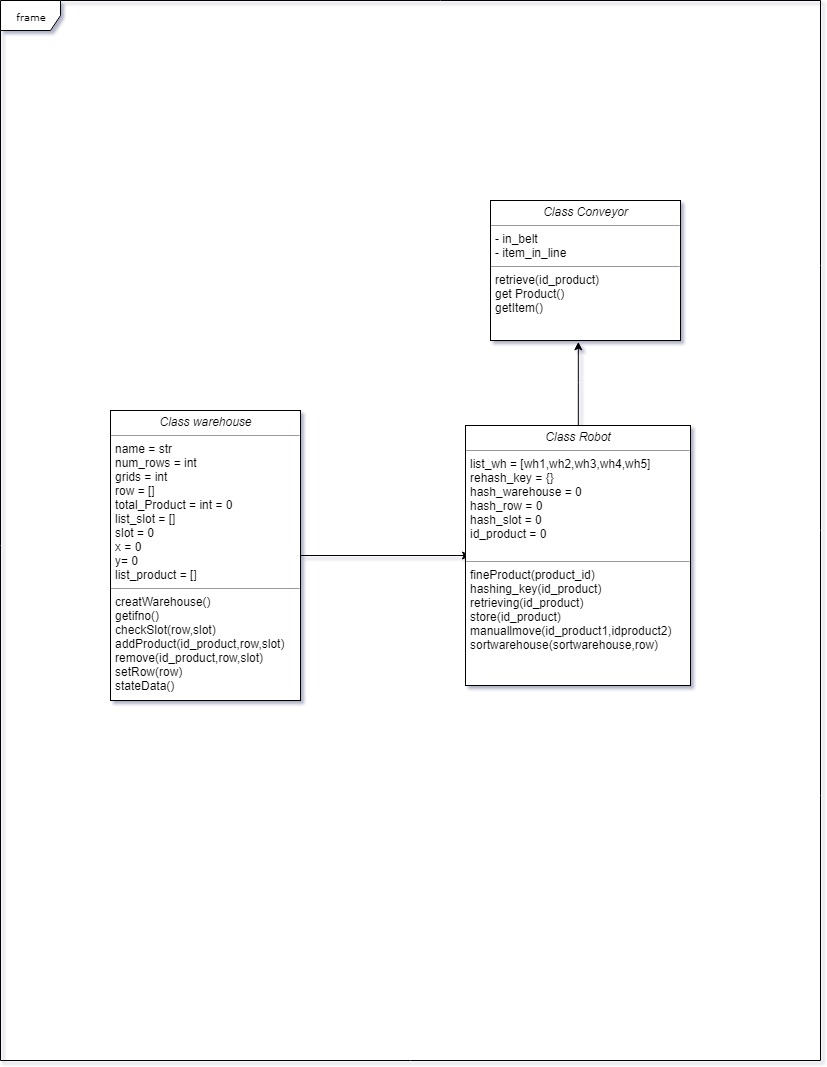 frame
Class Conveyor
- in_belt
- item_in_line
retrieve(id_product)
get Product()
getItem()
Class warehouse
name = str
num_rows = int
grids = int
row = []
total_Product = int = 0
list_slot = []
slot = 0
x = 0
y= 0
list_product = []
creatWarehouse()
getifno()
checkSlot(row,slot)
addProduct(id_product,row,slot)
remove(id_product,row,slot)
setRow(row)
stateData()
Class Robot
list_wh = [wh1,wh2,wh3,wh4,wh5]
rehash_key = {}
hash_warehouse = 0
hash_row = 0
hash_slot = 0
id_product = 0
fineProduct(product_id)
hashing_key(id_product)
retrieving(id_product)
store(id_product)
manuallmove(id_product1,idproduct2)
sortwarehouse(sortwarehouse,row)